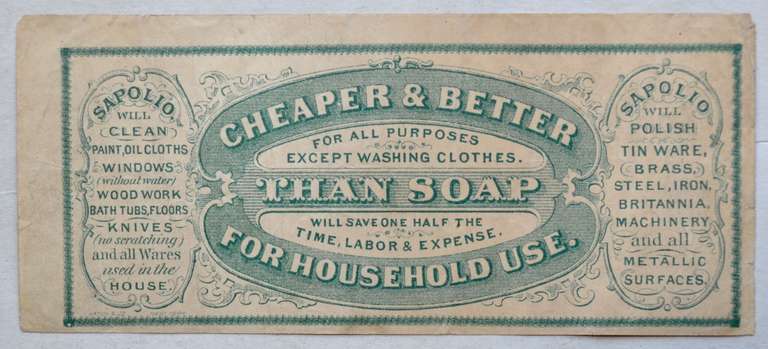 SAPOLIO
WILL
CLEAN
PAINT, OIL CLOTHS
WINDOWS
(without water)
WOOD WORK
BATH TUBS, FLOORS
KNIVES
(no scratching)
and all Wares
used in the
HOUSE.
CHEAPER & BETTER
FOR ALL PURPOSES
EXCEPT WASHING CLOTHES.
THAN SOAP
WILL SAVE ONE HALF THE
TIME, LABOR & EXPENSE.
FOR HOUSEHOLD USE.
SAPOLIO
WILL
POLISH
TIN WARE,
BRASS,
STEEL, IRON,
BRITANNIA,
MACHINERY
and all
METALLIC
SURFACES.